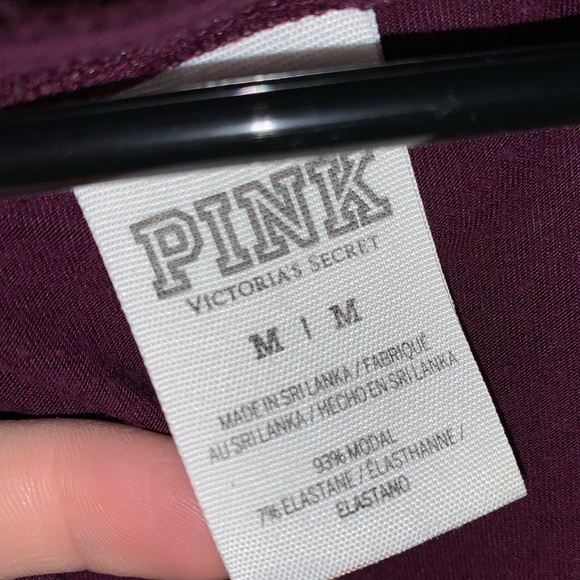 PINK
VICTORIA'S SECRET
M | M
MADE IN SRI LANKA / FABRIQUÉ
AU SRI LANKA / HECHO EN SRI LANKA
93% MODAL
7% ELASTANE / ÉLASTHANNE /
ELASTANO